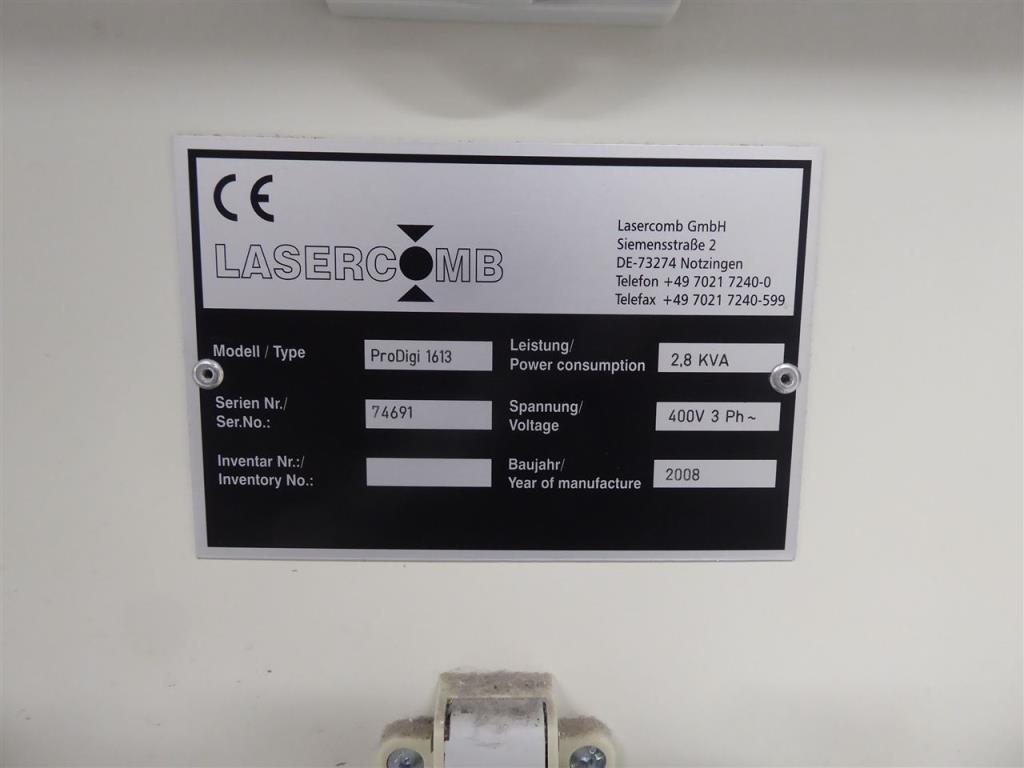 CE
LASERCOMB
Lasercomb GmbH
Siemensstraße 2
DE-73274 Notzingen
Telefon +49 7021 7240-0
Telefax +49 7021 7240-599
Modell / Type ProDigi 1613
Serien Nr./
Ser.No.: 74691
Inventar Nr.:/
Inventory No.:
Leistung/
Power consumption 2,8 KVA
Spannung/
Voltage 400V 3 Ph~
Baujahr/
Year of manufacture 2008